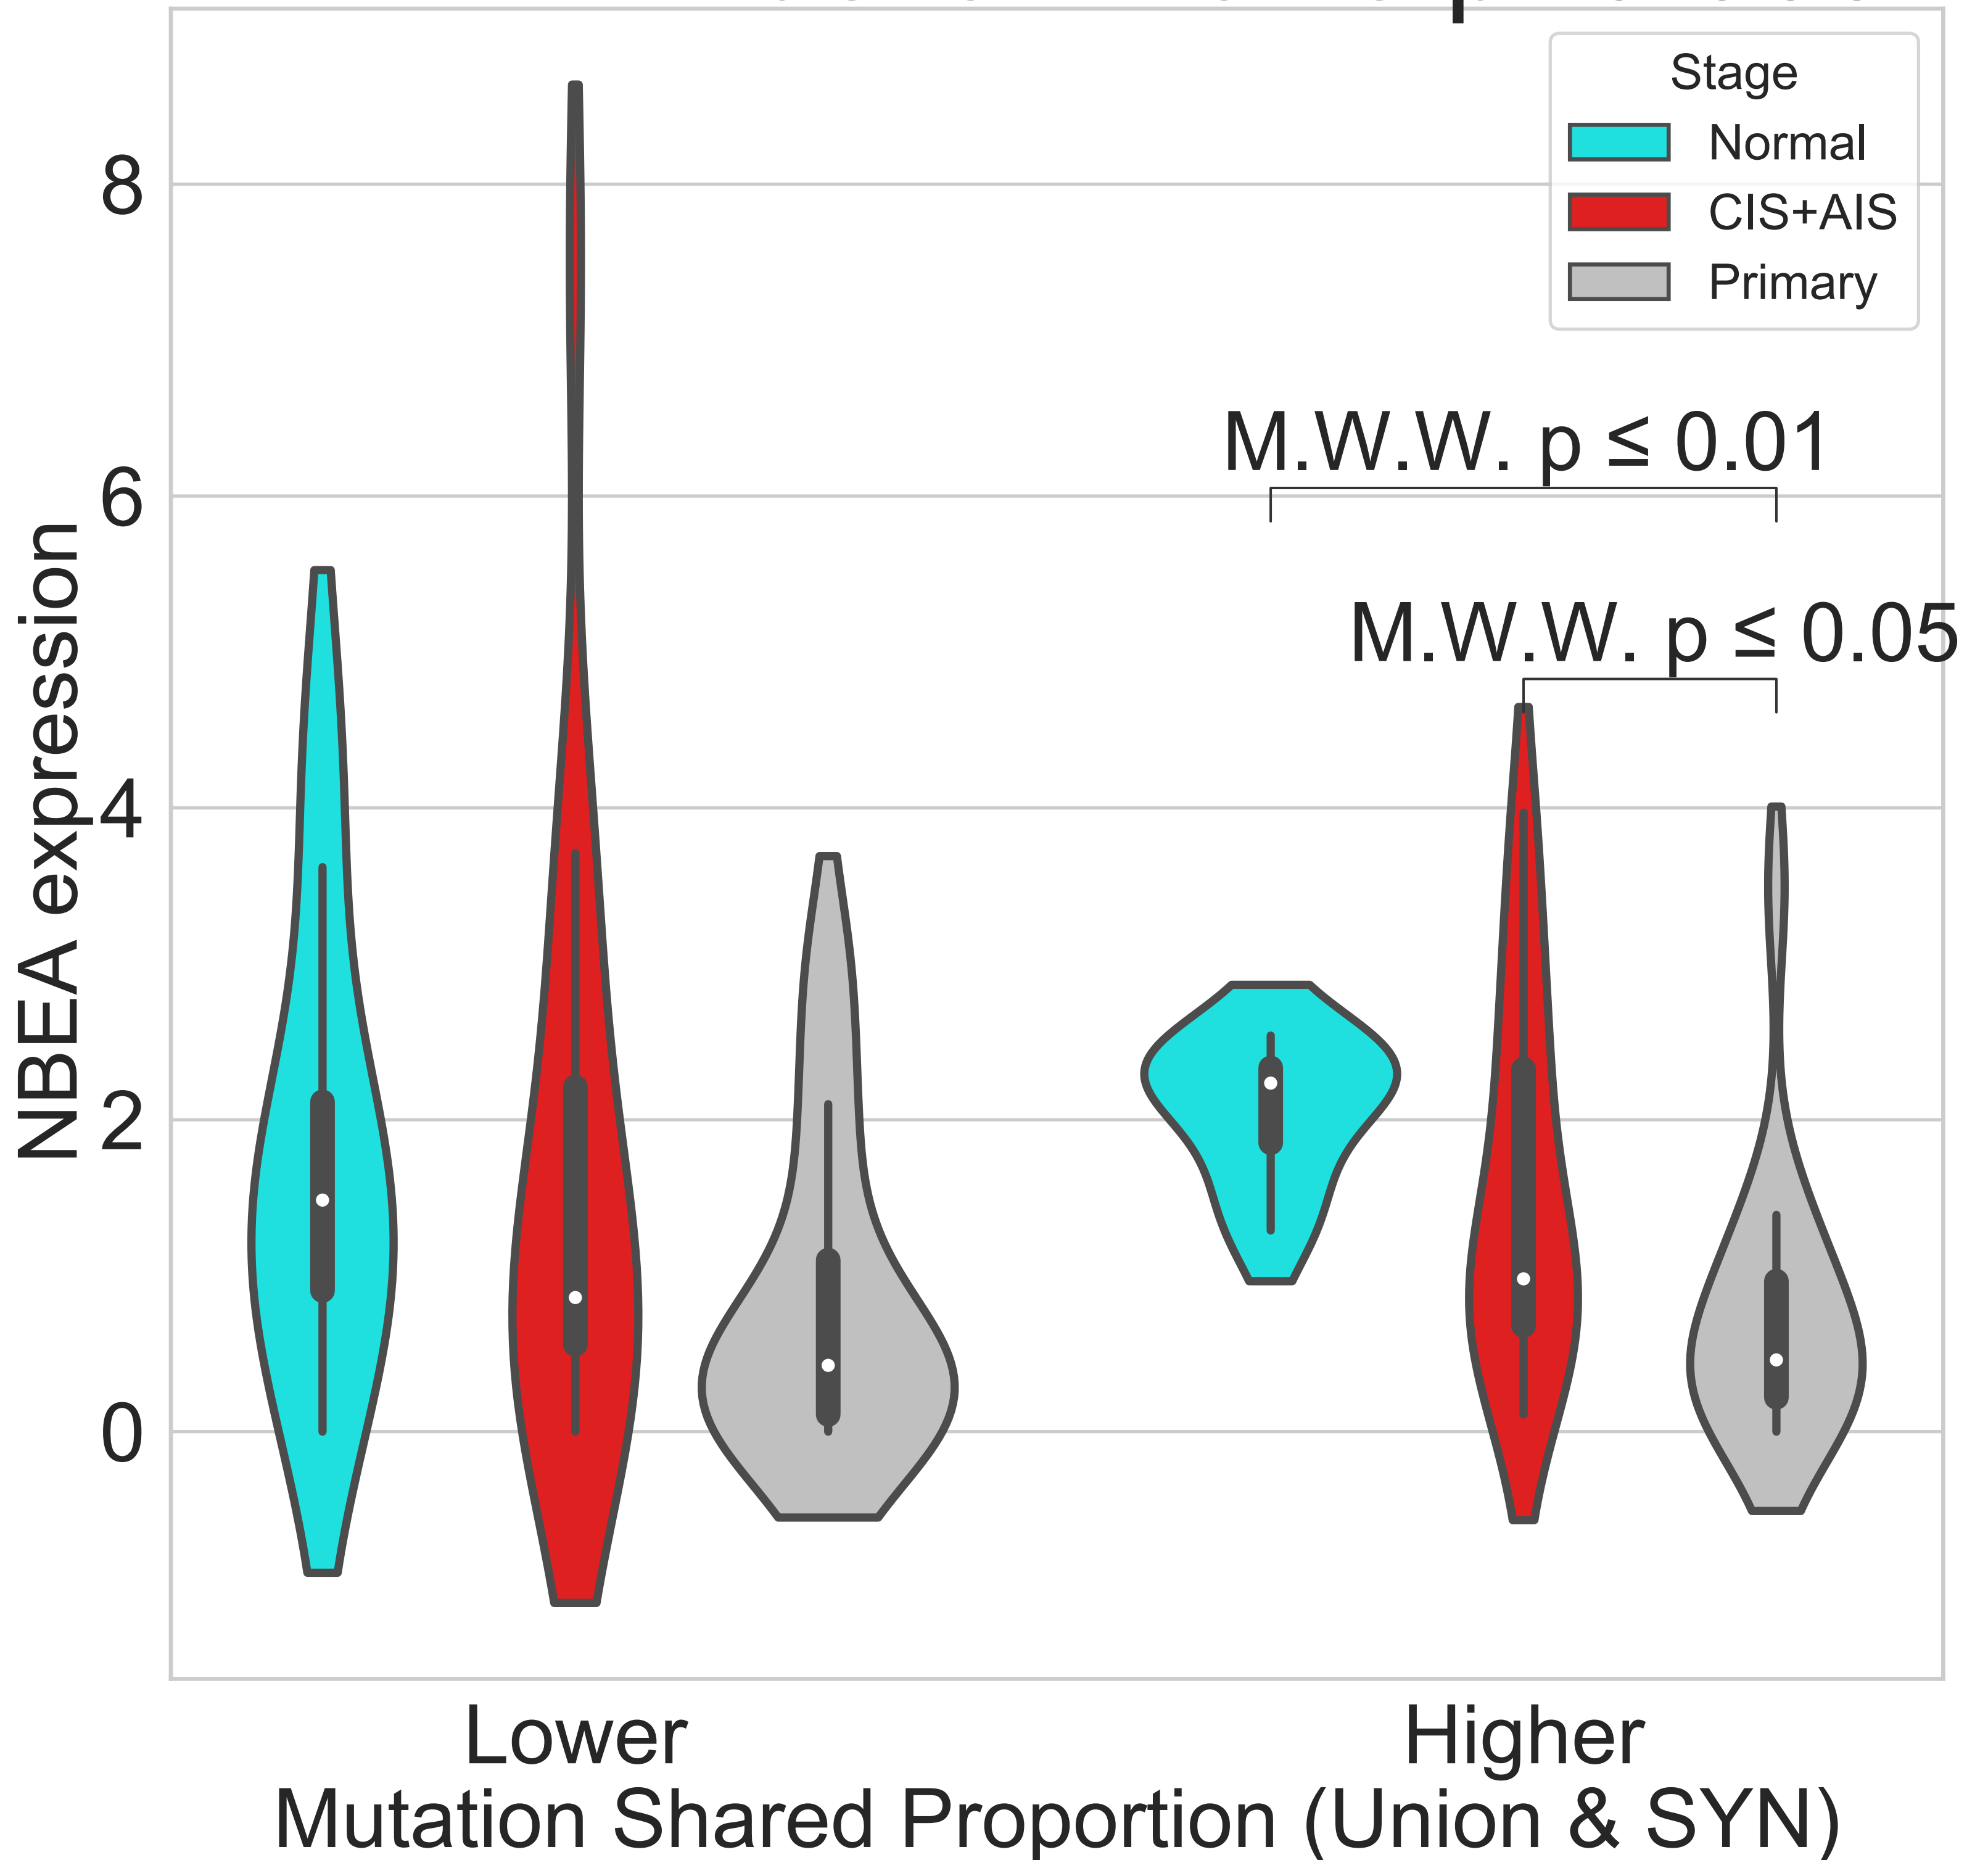 Stage
Normal
CIS+AIS
Primary
M.W.W. p ≤ 0.01
M.W.W. p ≤ 0.05
NBEA expression
8
6
4
2
0
Lower
Higher
Mutation Shared Proportion (Union & SYN)